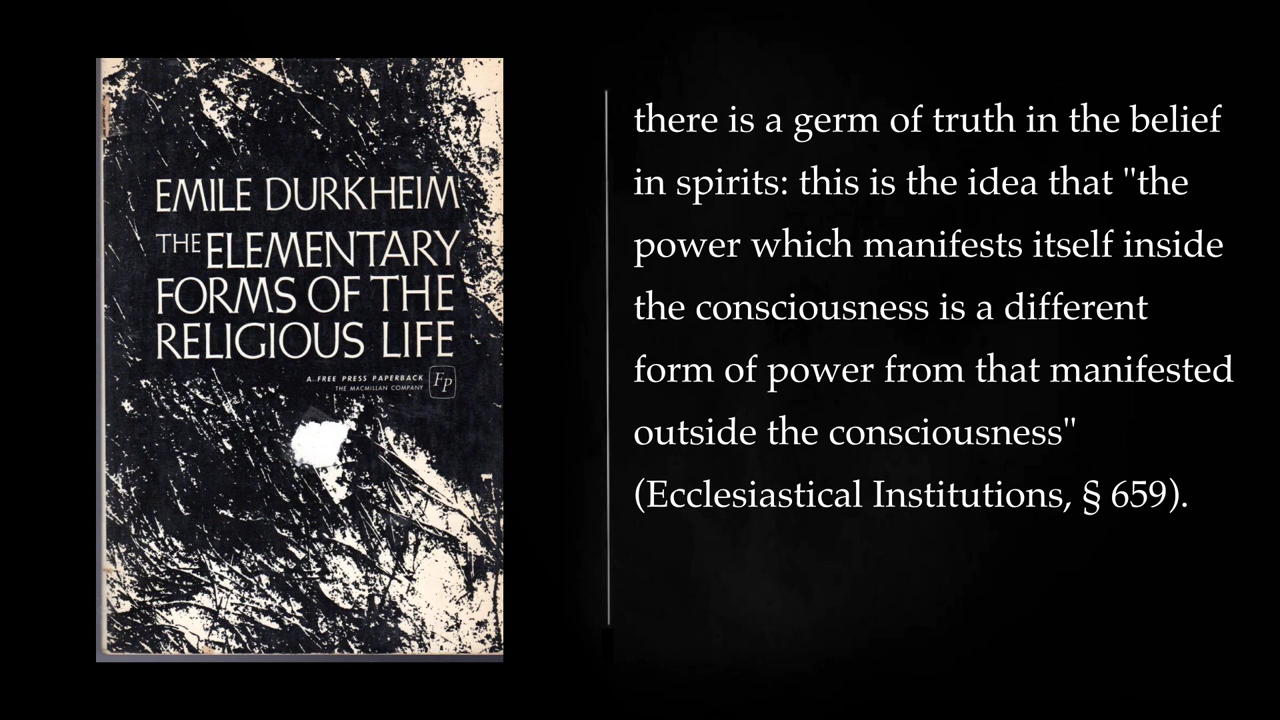 EMILE DURKHEIM
THE ELEMENTARY
FORMS OF THE
RELIGIOUS LIFE
A FREE PRESS PAPERBACK
THE MACMILLAN COMPANY
Fp
there is a germ of truth in the belief
in spirits: this is the idea that "the
power which manifests itself inside
the consciousness is a different
form of power from that manifested
outside the consciousness"
(Ecclesiastical Institutions, § 659).